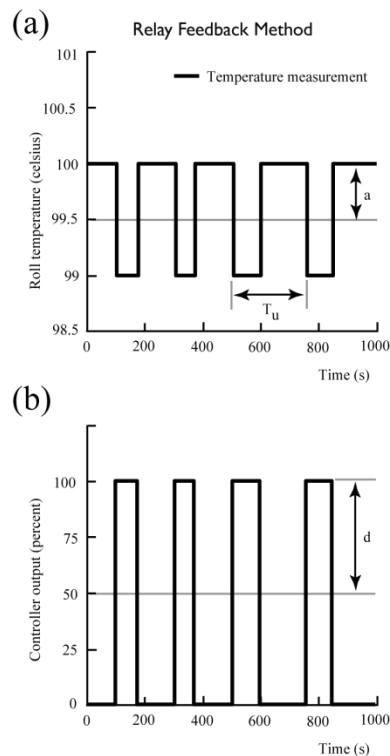 (a)
Relay Feedback Method
101
100.5
100
99.5
99
98.5
Roll temperature (celsius)
Temperature measurement
a
T_u
0 200 400 600 800 1000
Time (s)
(b)
100
75
50
25
0
Controller output (percent)
d
0 200 400 600 800 1000
Time (s)